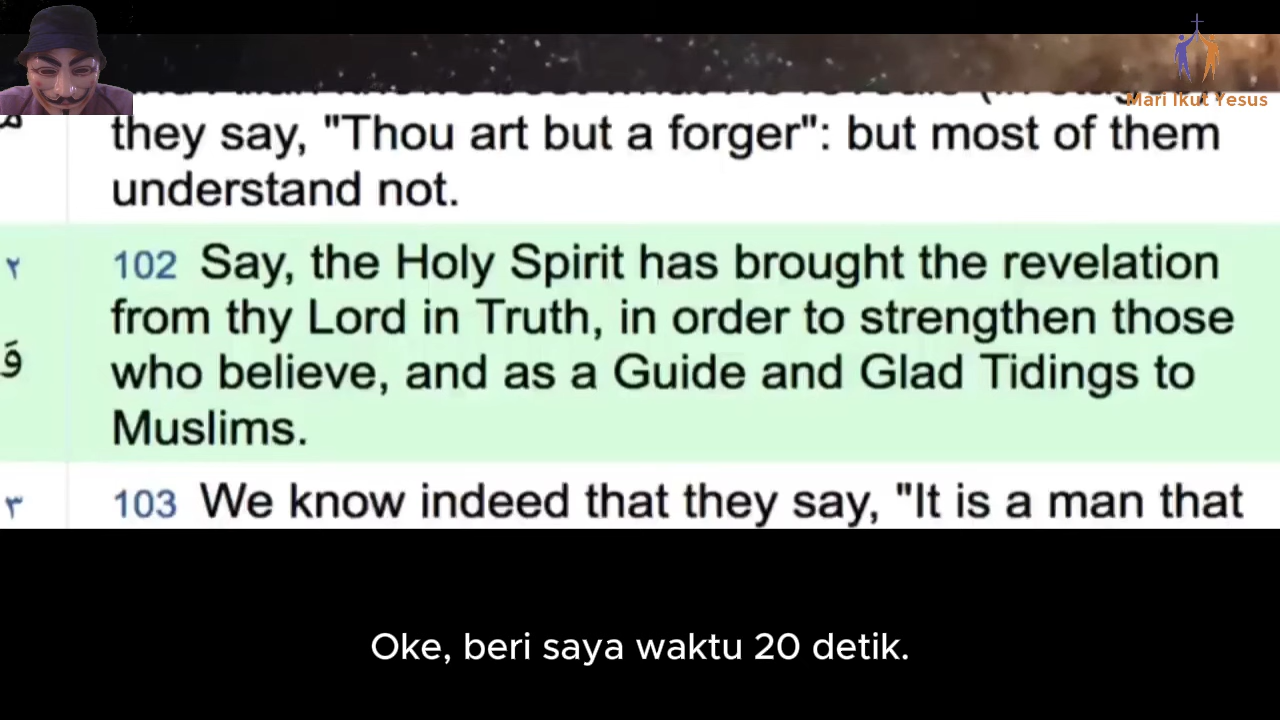 Mari Ikut Yesus
they say, "Thou art but a forger": but most of them
understand not.
٢
102 Say, the Holy Spirit has brought the revelation
from thy Lord in Truth, in order to strengthen those
who believe, and as a Guide and Glad Tidings to
Muslims.
٣
103 We know indeed that they say, "It is a man that
Oke, beri saya waktu 20 detik.